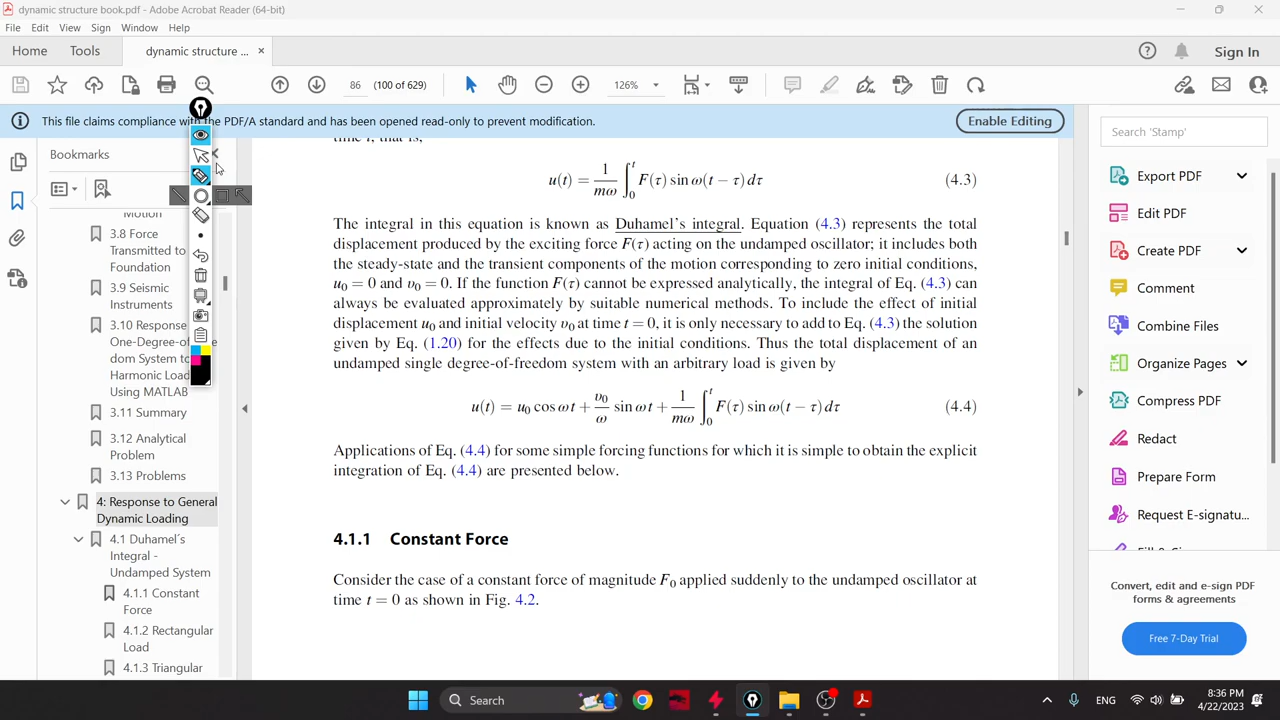 dynamic structure book.pdf - Adobe Acrobat Reader (64-bit)
File Edit View Sign Window Help
Home Tools dynamic structure ... × Sign In
86 (100 of 629) 126%
This file claims compliance with the PDF/A standard and has been opened read-only to prevent modification. Enable Editing
Bookmarks
Motion
3.8 Force
Transmitted to
Foundation
3.9 Seismic
Instruments
3.10 Response
One-Degree-of-
dom System to
Harmonic Load
Using MATLAB
3.11 Summary
3.12 Analytical
Problem
3.13 Problems
4: Response to General
Dynamic Loading
4.1 Duhamel´s
Integral -
Undamped System
4.1.1 Constant
Force
4.1.2 Rectangular
Load
4.1.3 Triangular
time t, that is,
u(t) = 1/mω ∫₀ᵗ F(τ) sin ω(t − τ) dτ (4.3)
The integral in this equation is known as Duhamel's integral. Equation (4.3) represents the total
displacement produced by the exciting force F(τ) acting on the undamped oscillator; it includes both
the steady-state and the transient components of the motion corresponding to zero initial conditions,
u₀ = 0 and υ₀ = 0. If the function F(τ) cannot be expressed analytically, the integral of Eq. (4.3) can
always be evaluated approximately by suitable numerical methods. To include the effect of initial
displacement u₀ and initial velocity υ₀ at time t = 0, it is only necessary to add to Eq. (4.3) the solution
given by Eq. (1.20) for the effects due to the initial conditions. Thus the total displacement of an
undamped single degree-of-freedom system with an arbitrary load is given by
u(t) = u₀ cos ωt + υ₀/ω sin ωt + 1/mω ∫₀ᵗ F(τ) sin ω(t − τ) dτ (4.4)
Applications of Eq. (4.4) for some simple forcing functions for which it is simple to obtain the explicit
integration of Eq. (4.4) are presented below.
4.1.1 Constant Force
Consider the case of a constant force of magnitude F₀ applied suddenly to the undamped oscillator at
time t = 0 as shown in Fig. 4.2.
Search 'Stamp'
Export PDF
Edit PDF
Create PDF
Comment
Combine Files
Organize Pages
Compress PDF
Redact
Prepare Form
Request E-signatu...
Convert, edit and e-sign PDF
forms & agreements
Free 7-Day Trial
Search
ENG
8:36 PM
4/22/2023